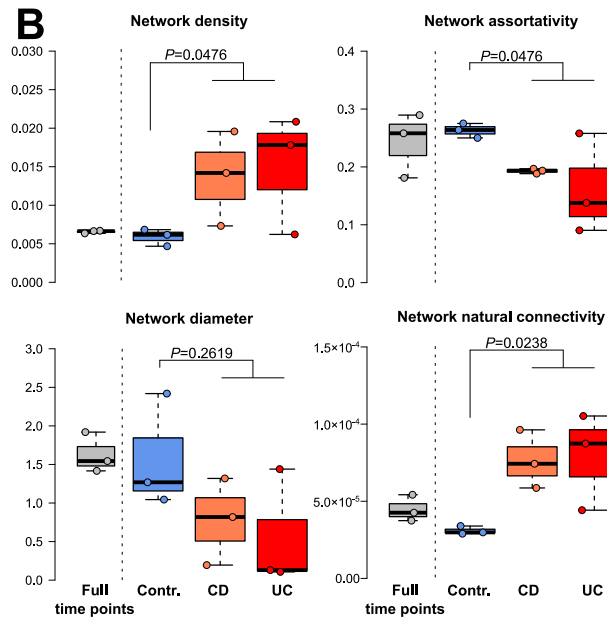 B
Network density
0.030
0.025
0.020
0.015
0.010
0.005
0.000
P=0.0476
Network assortativity
0.4
0.3
0.2
0.1
0.0
P=0.0476
Network diameter
3.0
2.5
2.0
1.5
1.0
0.5
0.0
P=0.2619
Full
time points
Contr.
CD
UC
Network natural connectivity
1.5×10⁻⁴
1.0×10⁻⁴
5.0×10⁻⁵
0.00
P=0.0238
Full
time points
Contr.
CD
UC